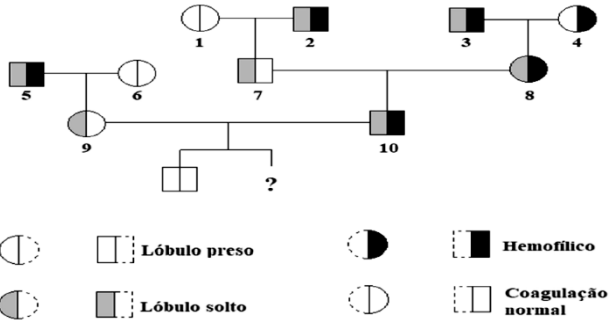 1 2 3 4
5 6 7 8
9 10
?
Lóbulo preso
Hemofílico
Lóbulo solto
Coagulação
normal